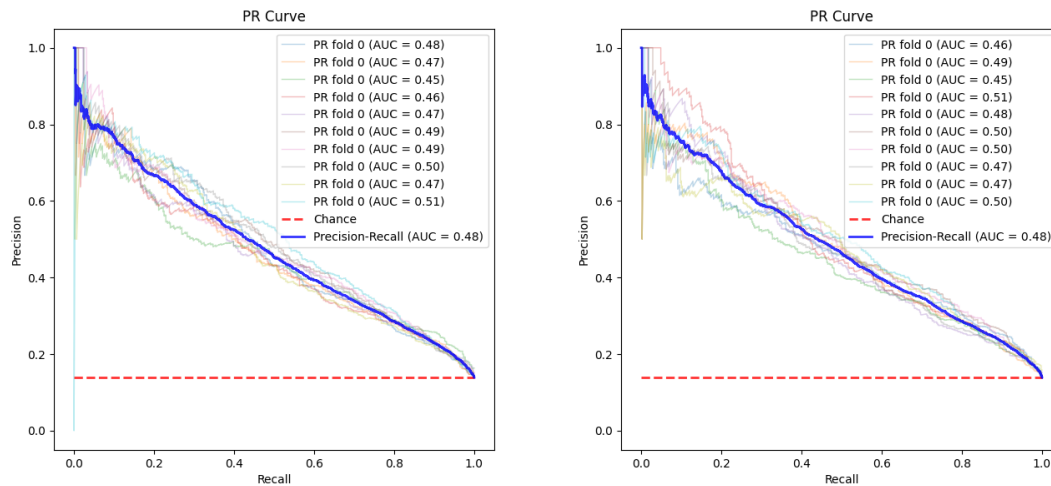 PR Curve
1.0
0.8
0.6
0.4
0.2
0.0
Precision
0.0
0.2
0.4
0.6
0.8
1.0
Recall
PR fold 0 (AUC = 0.48)
PR fold 0 (AUC = 0.47)
PR fold 0 (AUC = 0.45)
PR fold 0 (AUC = 0.46)
PR fold 0 (AUC = 0.47)
PR fold 0 (AUC = 0.49)
PR fold 0 (AUC = 0.49)
PR fold 0 (AUC = 0.50)
PR fold 0 (AUC = 0.47)
PR fold 0 (AUC = 0.51)
Chance
Precision-Recall (AUC = 0.48)
PR Curve
1.0
0.8
0.6
0.4
0.2
0.0
Precision
0.0
0.2
0.4
0.6
0.8
1.0
Recall
PR fold 0 (AUC = 0.46)
PR fold 0 (AUC = 0.49)
PR fold 0 (AUC = 0.45)
PR fold 0 (AUC = 0.51)
PR fold 0 (AUC = 0.48)
PR fold 0 (AUC = 0.50)
PR fold 0 (AUC = 0.50)
PR fold 0 (AUC = 0.47)
PR fold 0 (AUC = 0.47)
PR fold 0 (AUC = 0.50)
Chance
Precision-Recall (AUC = 0.48)